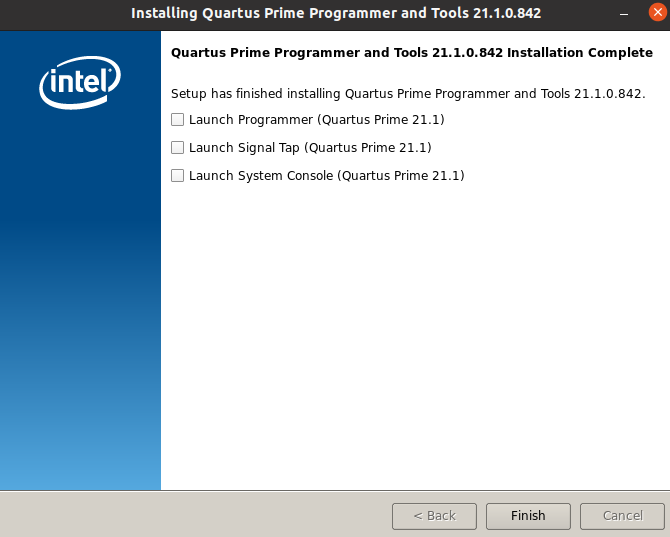 Installing Quartus Prime Programmer and Tools 21.1.0.842
intel
Quartus Prime Programmer and Tools 21.1.0.842 Installation Complete
Setup has finished installing Quartus Prime Programmer and Tools 21.1.0.842.
Launch Programmer (Quartus Prime 21.1)
Launch Signal Tap (Quartus Prime 21.1)
Launch System Console (Quartus Prime 21.1)
< Back Finish Cancel